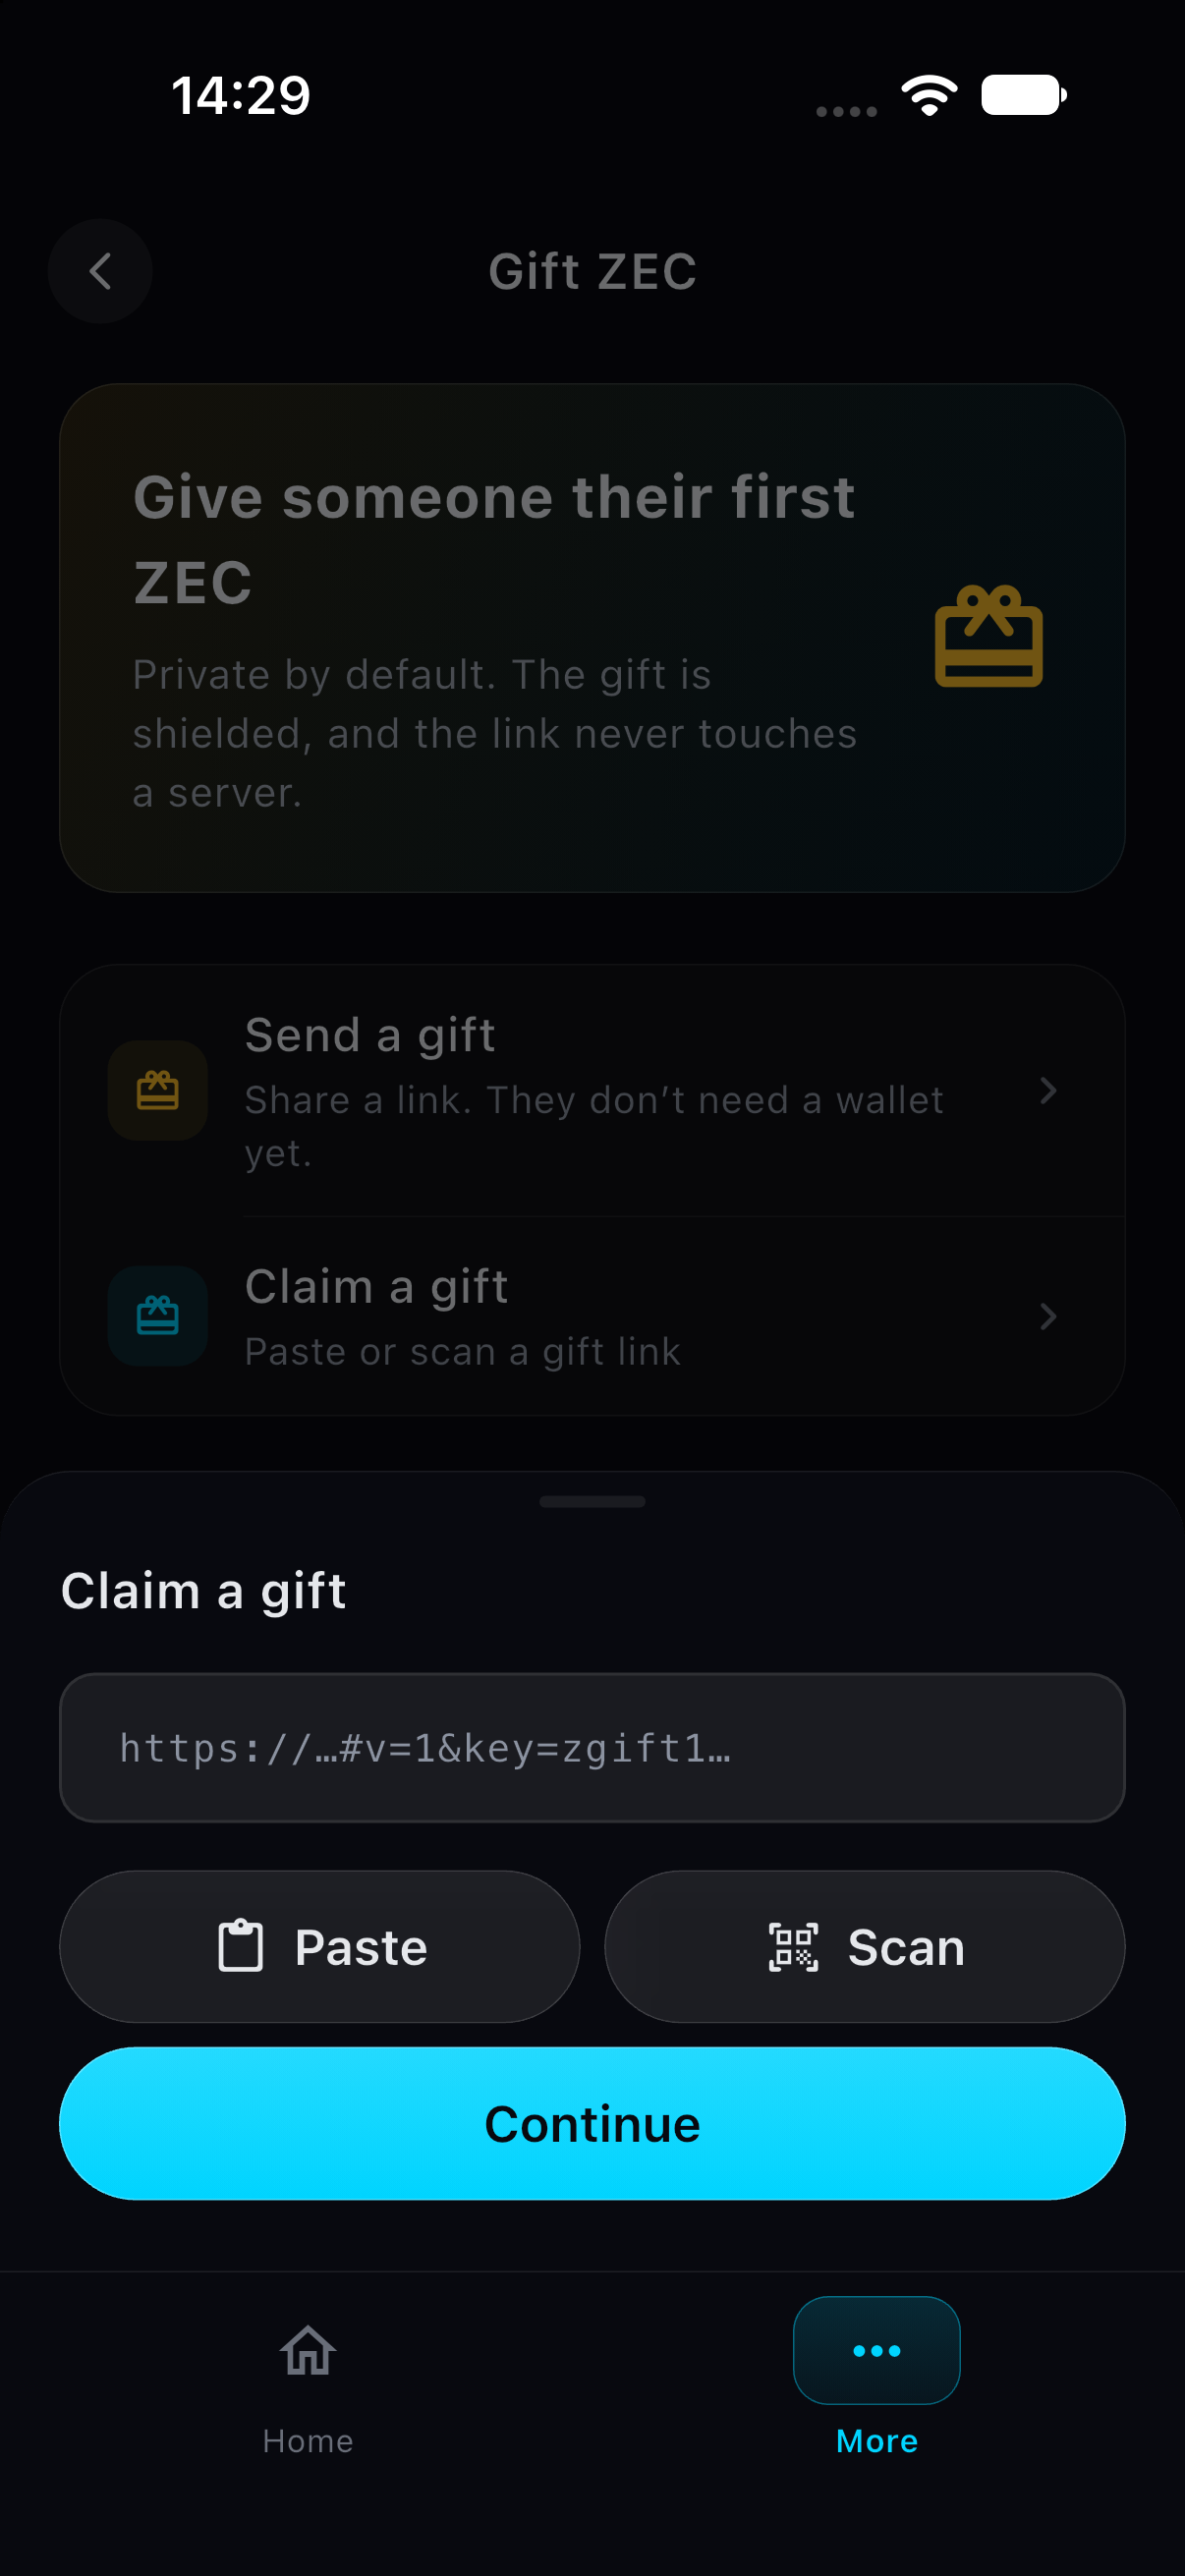 14:29
Gift ZEC
Give someone their first
ZEC
Private by default. The gift is
shielded, and the link never touches
a server.
Send a gift
Share a link. They don’t need a wallet
yet.
Claim a gift
Paste or scan a gift link
Claim a gift
https://…#v=1&key=zgift1…
Paste
Scan
Continue
Home
More